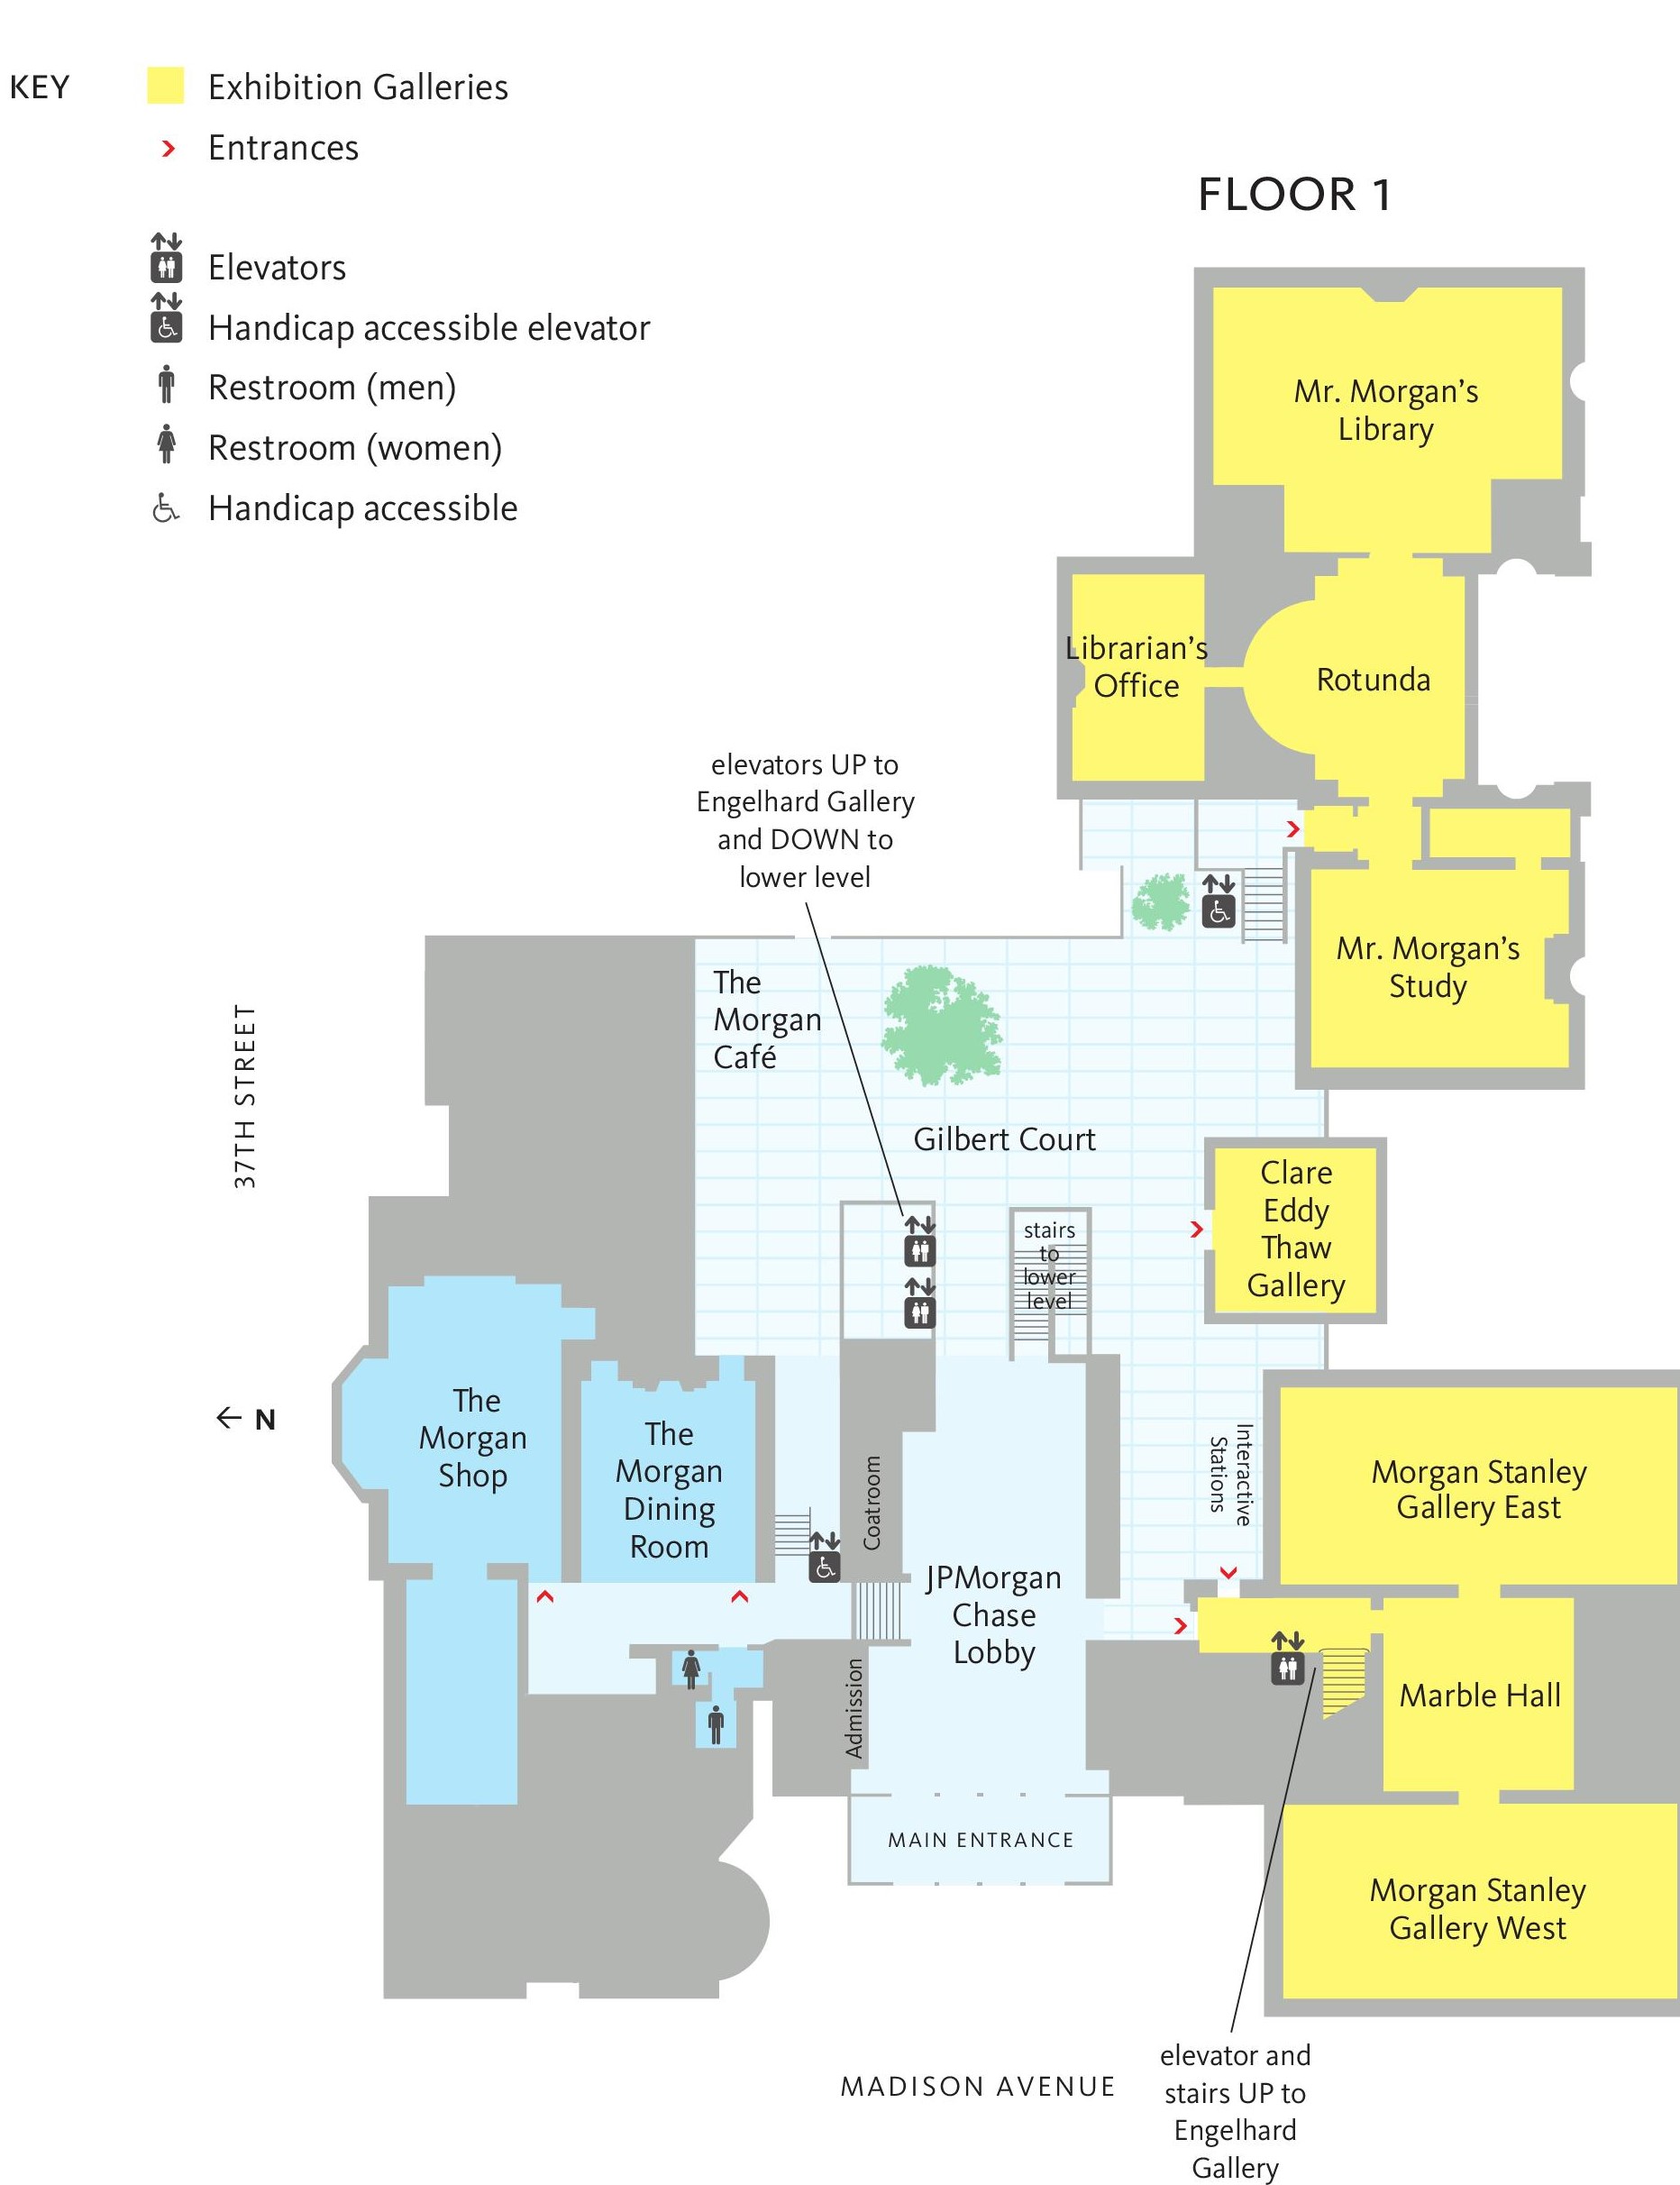 KEY
Exhibition Galleries
Entrances
Elevators
Handicap accessible elevator
Restroom (men)
Restroom (women)
Handicap accessible
FLOOR 1
Mr. Morgan’s
Library
Librarian’s
Office
Rotunda
elevators UP to
Engelhard Gallery
and DOWN to
lower level
Mr. Morgan’s
Study
The
Morgan
Café
37TH STREET
Gilbert Court
Clare
Eddy
Thaw
Gallery
stairs
to
lower
level
← N
The
Morgan
Shop
The
Morgan
Dining
Room
Coatroom
Interactive
Stations
Morgan Stanley
Gallery East
JPMorgan
Chase
Lobby
Admission
Marble Hall
MAIN ENTRANCE
Morgan Stanley
Gallery West
MADISON AVENUE
elevator and
stairs UP to
Engelhard
Gallery